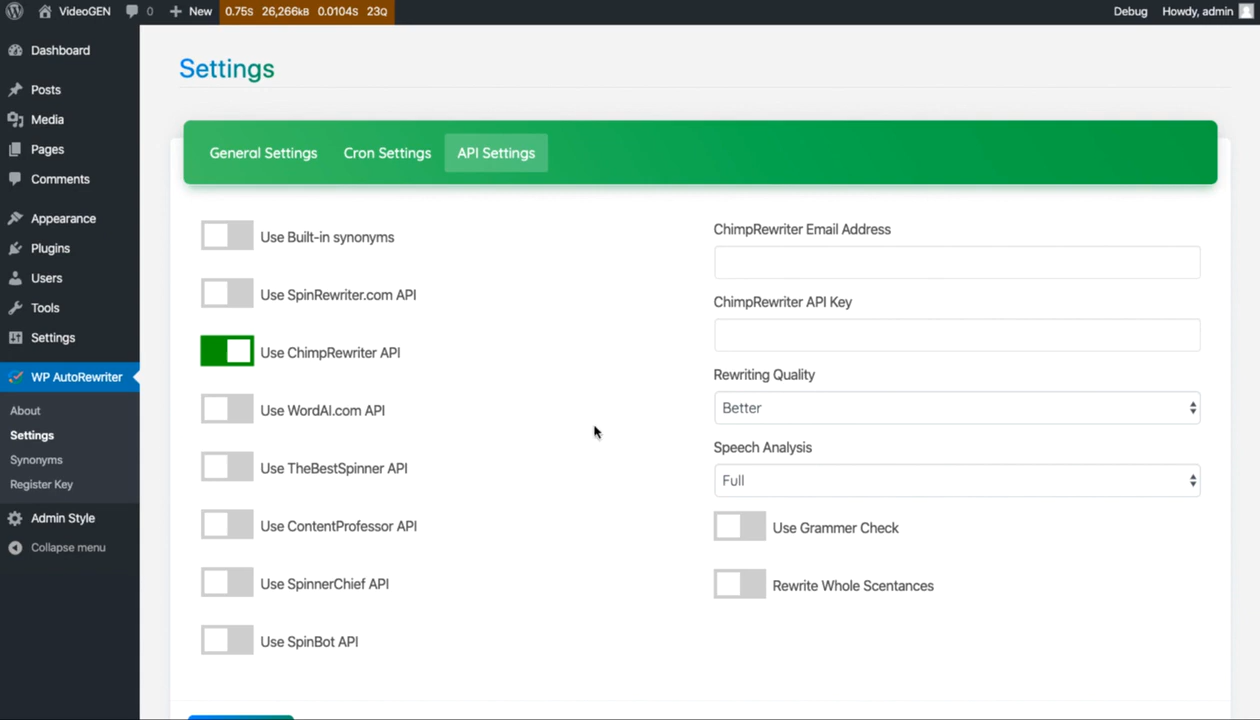 VideoGEN 0 New 0.75S 26,266KB 0.0104S 23Q Debug Howdy, admin
Dashboard
Posts
Media
Pages
Comments
Appearance
Plugins
Users
Tools
Settings
WP AutoRewriter
About
Settings
Synonyms
Register Key
Admin Style
Collapse menu
Settings
General Settings Cron Settings API Settings
Use Built-in synonyms
Use SpinRewriter.com API
Use ChimpRewriter API
Use WordAI.com API
Use TheBestSpinner API
Use ContentProfessor API
Use SpinnerChief API
Use SpinBot API
ChimpRewriter Email Address
ChimpRewriter API Key
Rewriting Quality
Better
Speech Analysis
Full
Use Grammer Check
Rewrite Whole Scentances